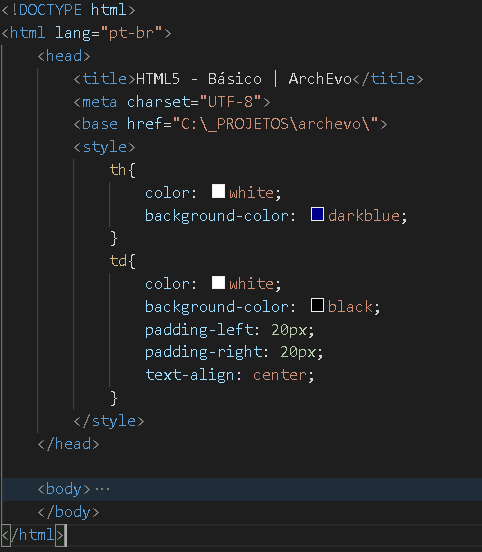 <!DOCTYPE html>
<html lang="pt-br">
<head>
<title>HTML5 - Básico | ArchEvo</title>
<meta charset="UTF-8">
<base href="C:\_PROJETOS\archevo\">
<style>
th{
color: white;
background-color: darkblue;
}
td{
color: white;
background-color: black;
padding-left: 20px;
padding-right: 20px;
text-align: center;
}
</style>
</head>
<body>···
</body>
</html>